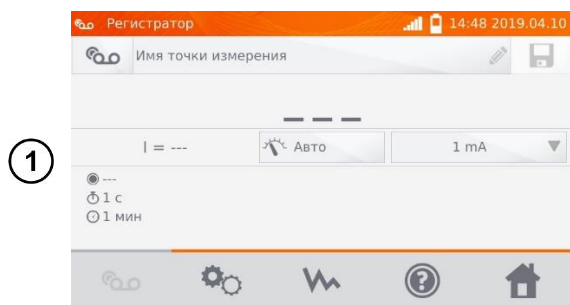 Регистратор 14:48 2019.04.10
Имя точки измерения
---
1
I = --- Авто 1 mA
---
1 с
1 мин
?